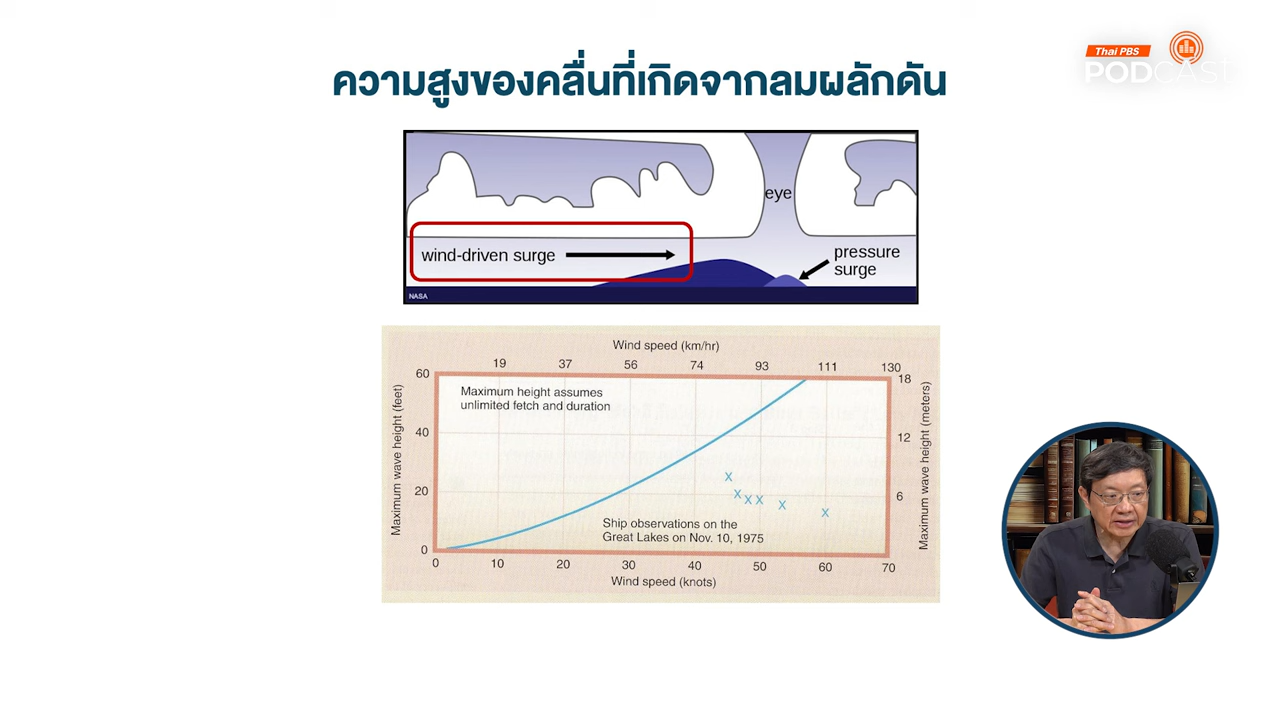 Thai PBS
PODCAST
ความสูงของคลื่นที่เกิดจากลมผลักดัน
eye
wind-driven surge
pressure
surge
NASA
Wind speed (km/hr)
19 37 56 74 93 111 130
60 18
Maximum height assumes
unlimited fetch and duration
40 12
20 6
0
Maximum wave height (feet)
Maximum wave height (meters)
X
X X X X X
Ship observations on the
Great Lakes on Nov. 10, 1975
0 10 20 30 40 50 60 70
Wind speed (knots)